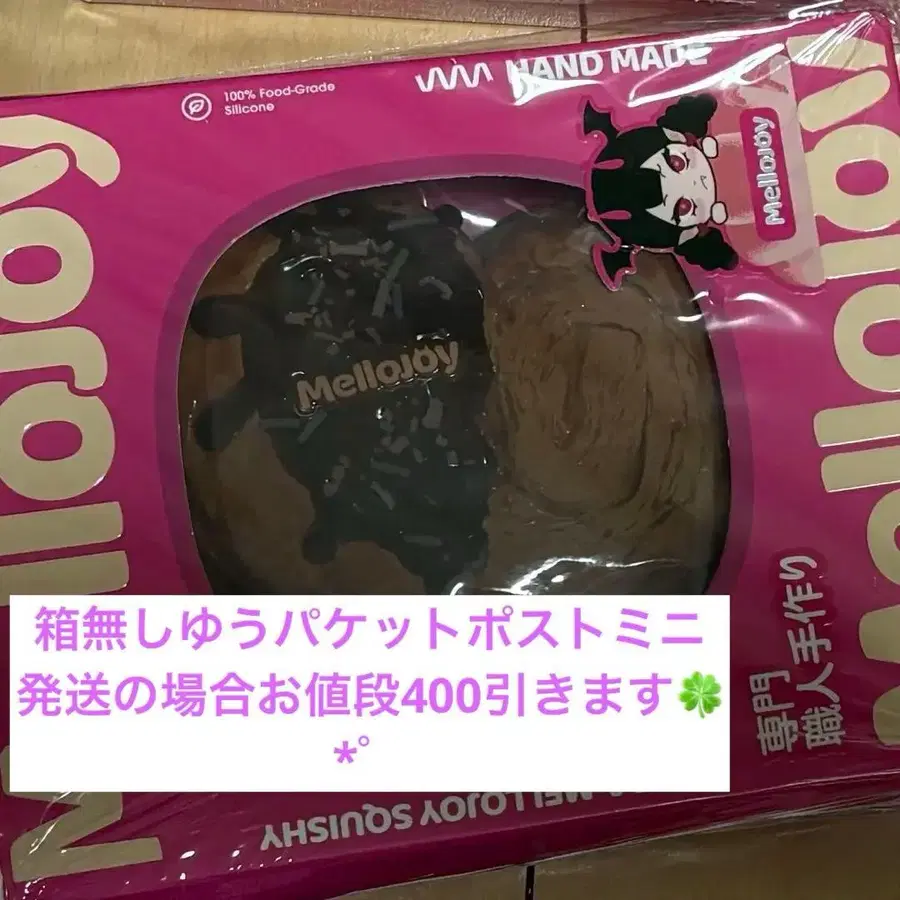 HAND MADE
100% Food-Grade
Silicone
Mellojoy
Mellojoy
Mellojoy
専門
職人手作り
箱無しゆうパケットポストミニ
発送の場合お値段400引きます🍀
*°
MELLOJOY SQUISHY